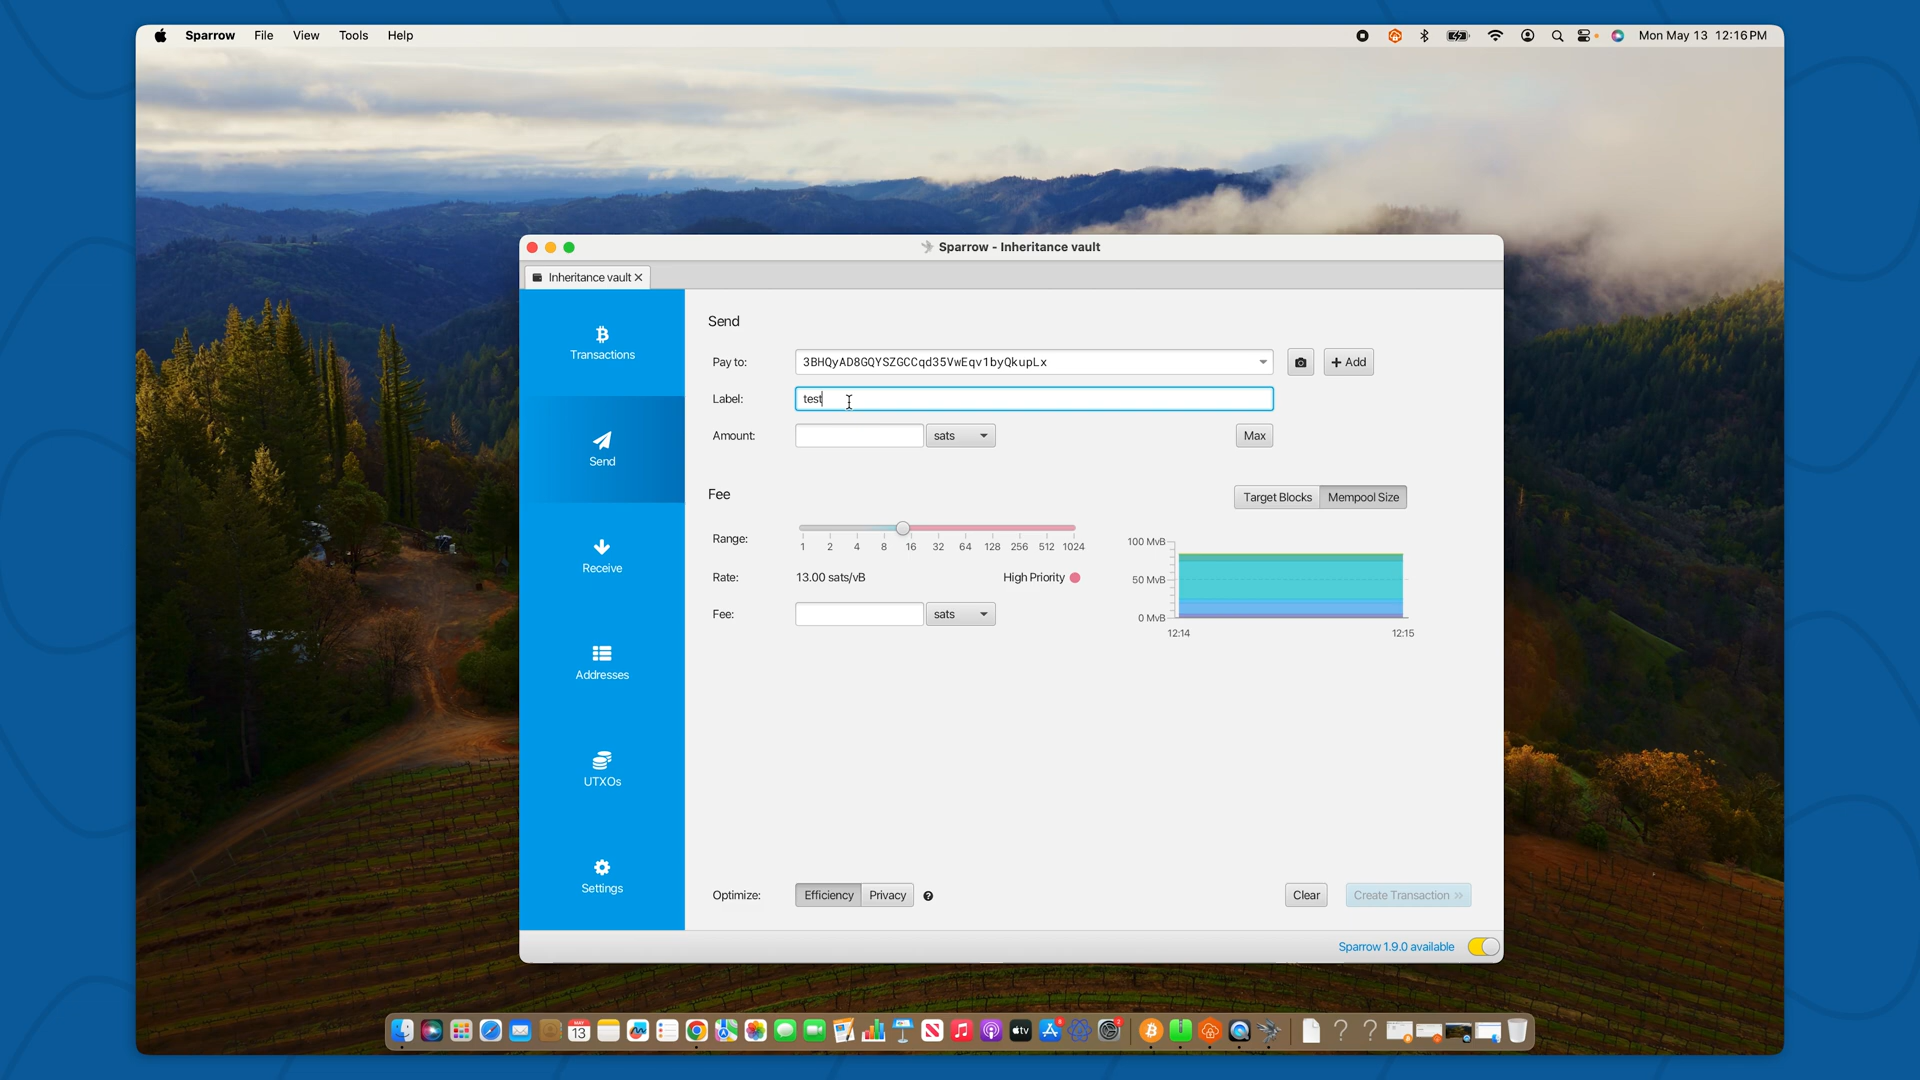 Sparrow File View Tools Help
Mon May 13 12:16 PM
Sparrow - Inheritance vault
Inheritance vault
Transactions
Send
Receive
Addresses
UTXOs
Settings
Send
Pay to: 3BHQyAD8GQYSZGCCqd35VwEqv1byQkupLx + Add
Label: test
Amount: sats Max
Fee Target Blocks Mempool Size
Range: 1 2 4 8 16 32 64 128 256 512 1024
Rate: 13.00 sats/vB High Priority
Fee: sats
100 MvB
50 MvB
0 MvB
12:14 12:15
Optimize: Efficiency Privacy ? Clear Create Transaction »
Sparrow 1.9.0 available
MAY
13
tv
? ?